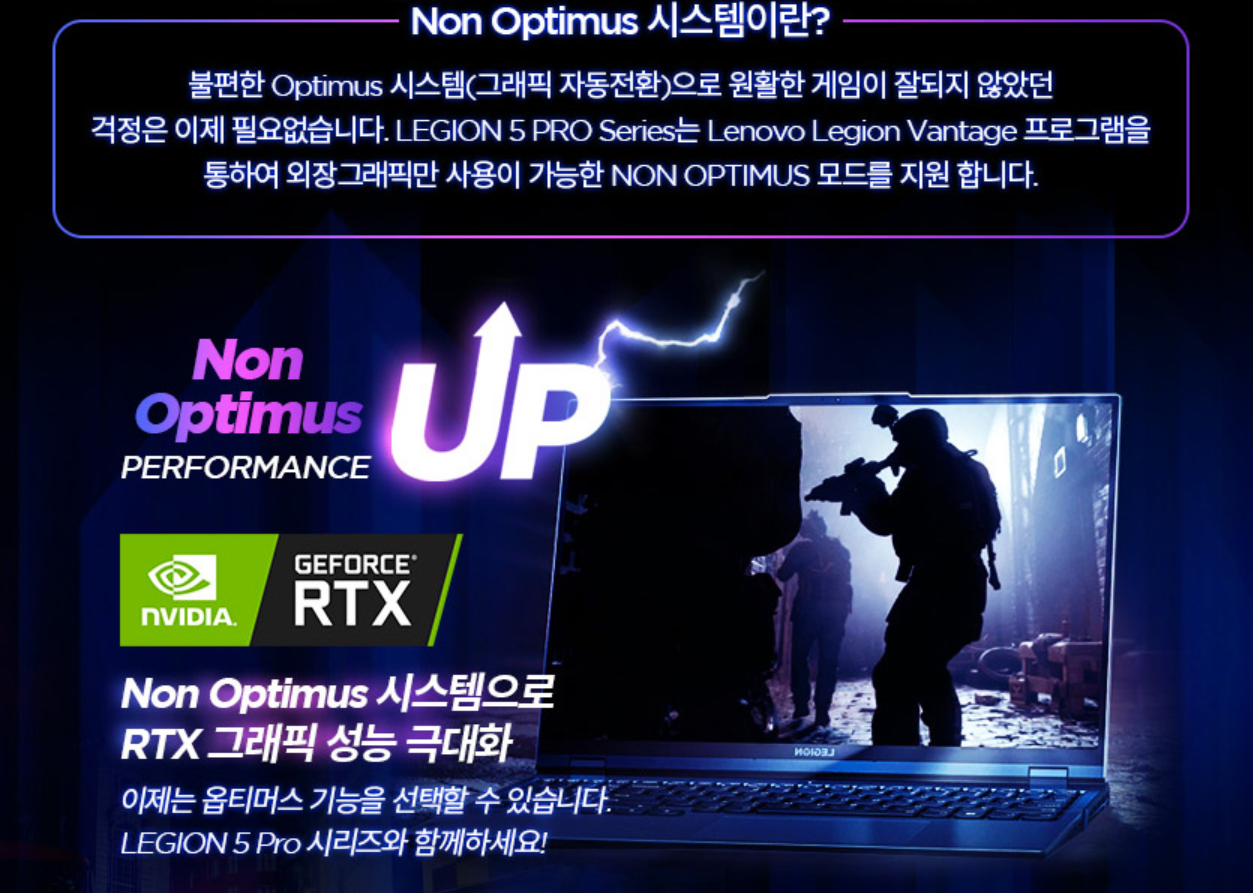 Non Optimus 시스템이란?
불편한 Optimus 시스템(그래픽 자동전환)으로 원활한 게임이 잘되지 않았던
걱정은 이제 필요없습니다. LEGION 5 PRO Series는 Lenovo Legion Vantage 프로그램을
통하여 외장그래픽만 사용이 가능한 NON OPTIMUS 모드를 지원 합니다.
Non
Optimus
PERFORMANCE
UP
NVIDIA.
GEFORCE®
RTX
LEGION
Non Optimus 시스템으로
RTX 그래픽 성능 극대화
이제는 옵티머스 기능을 선택할 수 있습니다.
LEGION 5 Pro 시리즈와 함께하세요!